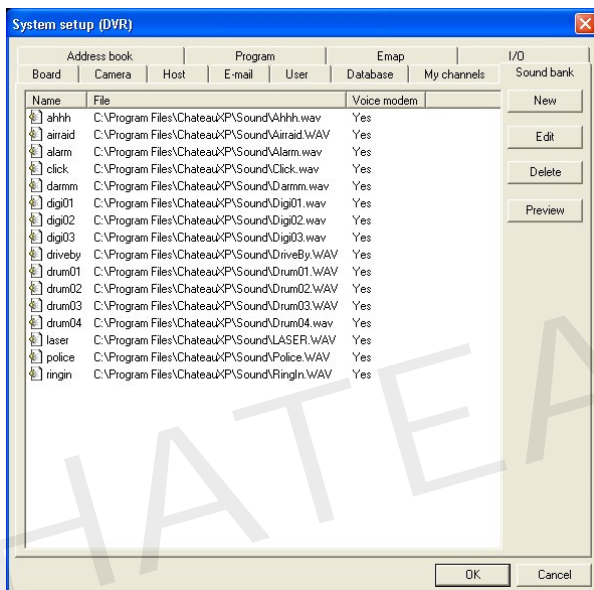 System setup (DVR)
Address book Program Emap I/O
Board Camera Host E-mail User Database My channels Sound bank
Name File Voice modem
ahhh C:\Program Files\ChateauXP\Sound\Ahhh.wav Yes
airraid C:\Program Files\ChateauXP\Sound\Airraid.WAV Yes
alarm C:\Program Files\ChateauXP\Sound\Alarm.wav Yes
click C:\Program Files\ChateauXP\Sound\Click.wav Yes
darmm C:\Program Files\ChateauXP\Sound\Darmm.wav Yes
digi01 C:\Program Files\ChateauXP\Sound\Digi01.wav Yes
digi02 C:\Program Files\ChateauXP\Sound\Digi02.wav Yes
digi03 C:\Program Files\ChateauXP\Sound\Digi03.wav Yes
driveby C:\Program Files\ChateauXP\Sound\DriveBy.WAV Yes
drum01 C:\Program Files\ChateauXP\Sound\Drum01.WAV Yes
drum02 C:\Program Files\ChateauXP\Sound\Drum02.WAV Yes
drum03 C:\Program Files\ChateauXP\Sound\Drum03.WAV Yes
drum04 C:\Program Files\ChateauXP\Sound\Drum04.wav Yes
laser C:\Program Files\ChateauXP\Sound\LASER.WAV Yes
police C:\Program Files\ChateauXP\Sound\Police.WAV Yes
ringin C:\Program Files\ChateauXP\Sound\RingIn.WAV Yes
New
Edit
Delete
Preview
HATEA
OK Cancel